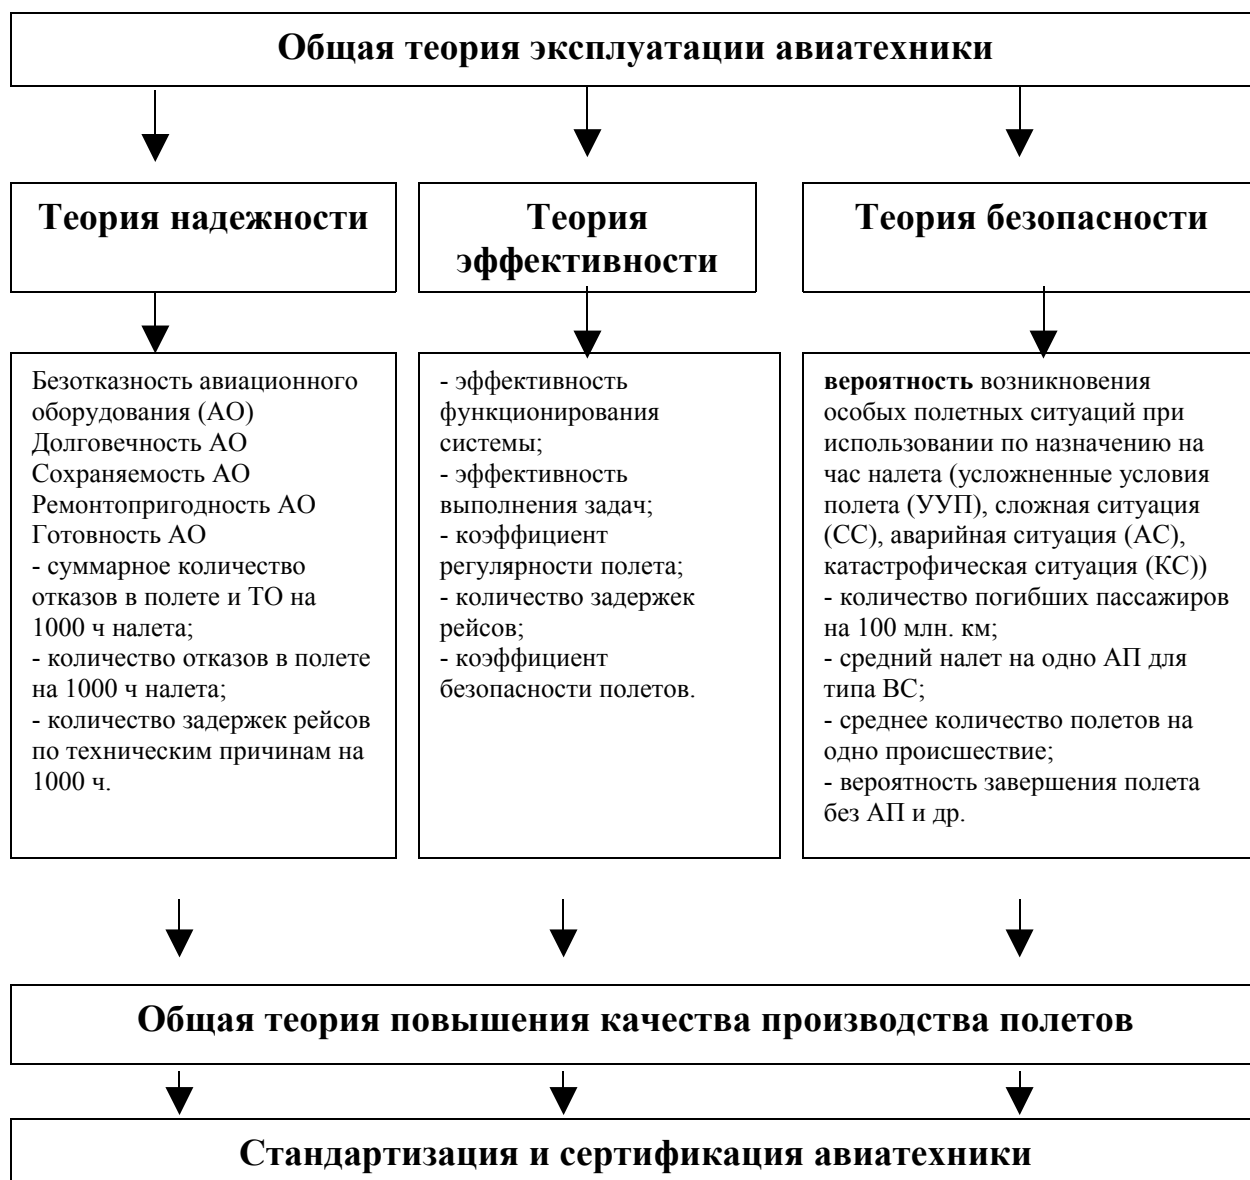 Общая теория эксплуатации авиатехники
Теория надежности
Теория
эффективности
Теория безопасности
Безотказность авиационного
оборудования (АО)
Долговечность АО
Сохраняемость АО
Ремонтопригодность АО
Готовность АО
- суммарное количество
отказов в полете и ТО на
1000 ч налета;
- количество отказов в полете
на 1000 ч налета;
- количество задержек рейсов
по техническим причинам на
1000 ч.
- эффективность
функционирования
системы;
- эффективность
выполнения задач;
- коэффициент
регулярности полета;
- количество задержек
рейсов;
- коэффициент
безопасности полетов.
вероятность возникновения
особых полетных ситуаций при
использовании по назначению на
час налета (усложненные условия
полета (УУП), сложная ситуация
(СС), аварийная ситуация (АС),
катастрофическая ситуация (КС))
- количество погибших пассажиров
на 100 млн. км;
- средний налет на одно АП для
типа ВС;
- среднее количество полетов на
одно происшествие;
- вероятность завершения полета
без АП и др.
Общая теория повышения качества производства полетов
Стандартизация и сертификация авиатехники